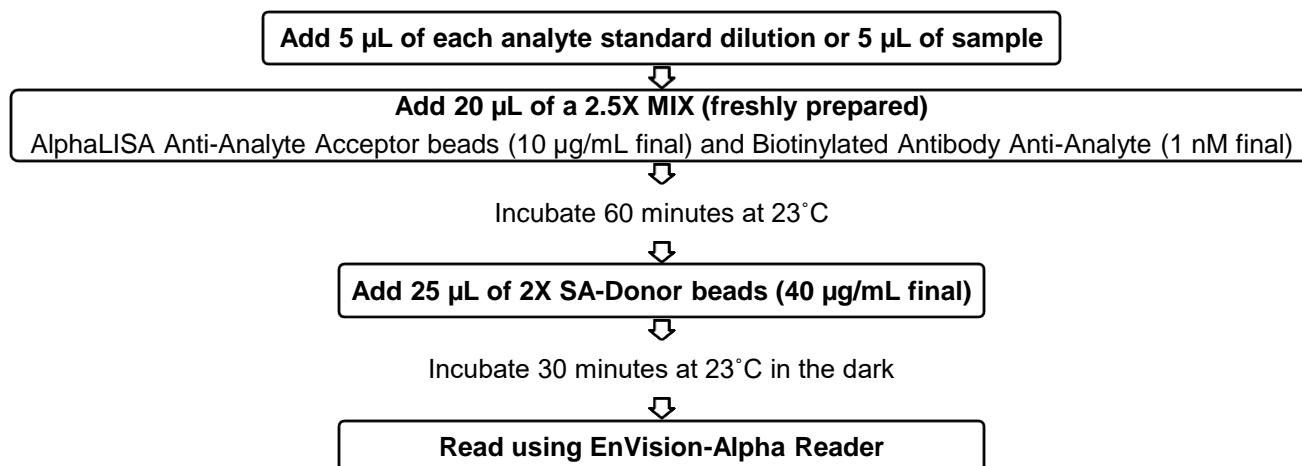 Add 5 µL of each analyte standard dilution or 5 µL of sample
Add 20 µL of a 2.5X MIX (freshly prepared)
AlphaLISA Anti-Analyte Acceptor beads (10 µg/mL final) and Biotinylated Antibody Anti-Analyte (1 nM final)
Incubate 60 minutes at 23˚C
Add 25 µL of 2X SA-Donor beads (40 µg/mL final)
Incubate 30 minutes at 23˚C in the dark
Read using EnVision-Alpha Reader